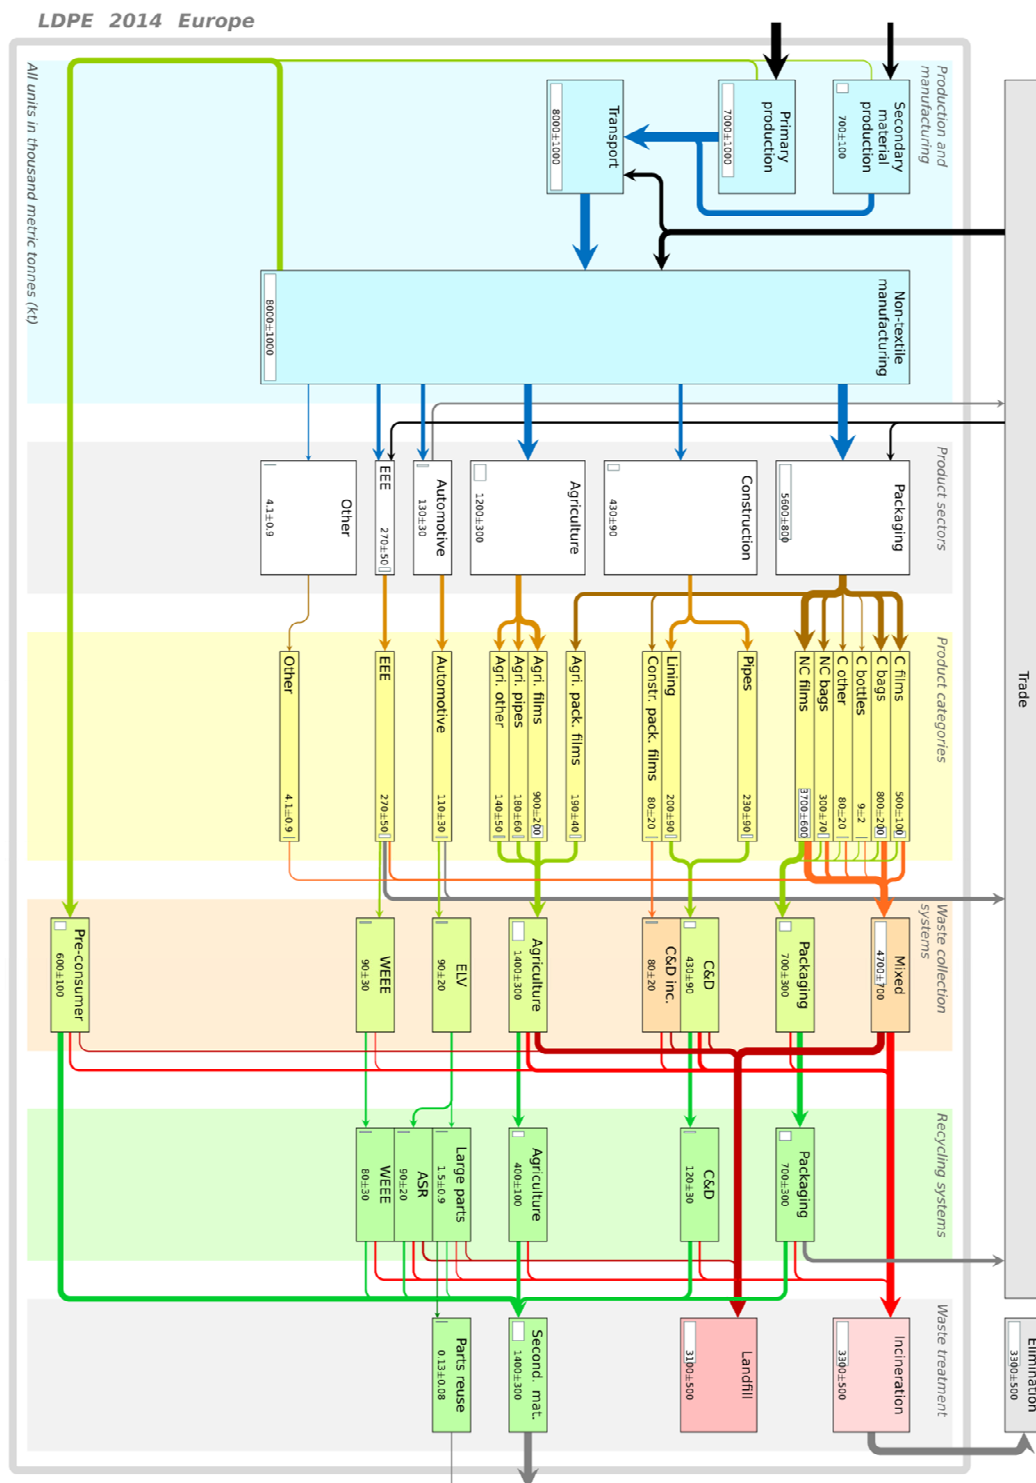 LDPE 2014 Europe
All units in thousand metric tonnes (kt)
Production and
manufacturing
Secondary
material
production
700±100
Primary
production
7000±1000
Transport
8000±1000
Non-textile
manufacturing
8000±1000
Trade
Product sectors
Packaging
5600±800
Construction
430±90
Agriculture
1200±300
Automotive
130±30
EEE
270±50
Other
4.1±0.9
Product categories
C films
500±100
C bags
800±200
C bottles
9±2
C other
80±20
NC bags
300±70
NC films
3700±600
Pipes
230±90
Lining
200±90
Constr. pack. films
80±20
Agri. pack. films
190±40
Agri. films
900±200
Agri. pipes
180±60
Agri. other
140±50
Automotive
110±30
EEE
270±50
Other
4.1±0.9
Waste collection
systems
Mixed
4700±700
Packaging
700±300
C&D
430±90
C&D inc.
80±20
Agriculture
1400±300
ELV
90±20
WEEE
90±30
Pre-consumer
600±100
Recycling systems
Packaging
700±300
C&D
120±30
Agriculture
400±100
Large parts
1.5±0.9
ASR
90±20
WEEE
80±30
Waste treatment
Incineration
3300±500
Landfill
3100±500
Second. mat.
1400±300
Parts reuse
0.13±0.08
Elimination
3300±500